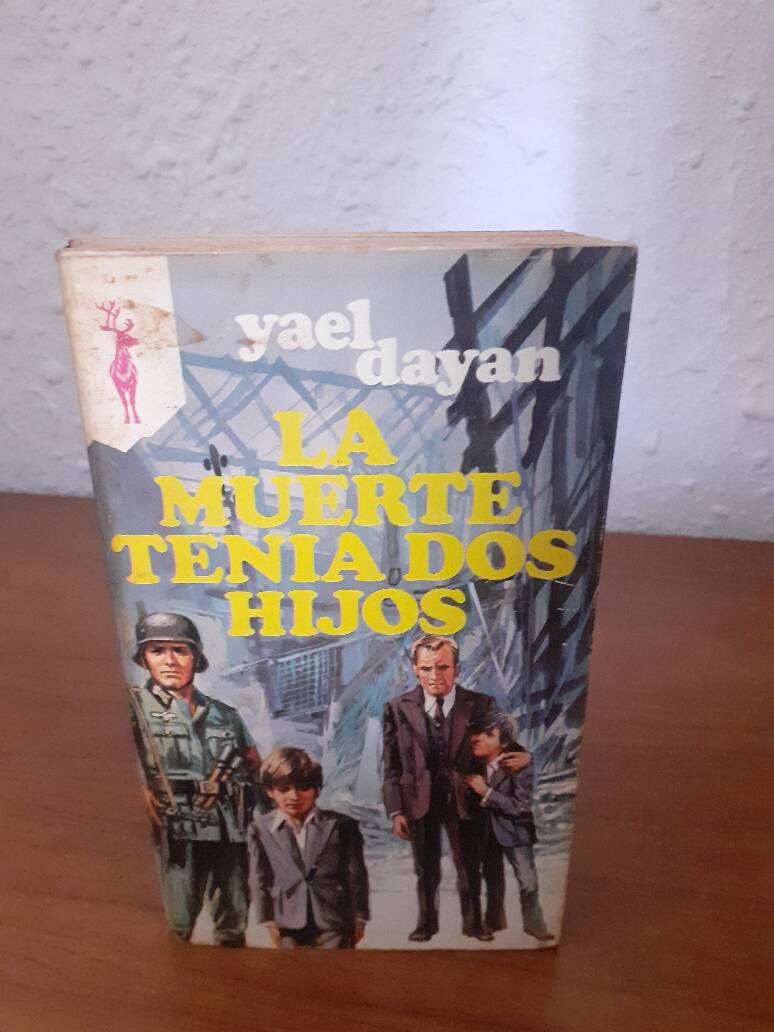 yael
dayan
LA
MUERTE
TENIA DOS
HIJOS